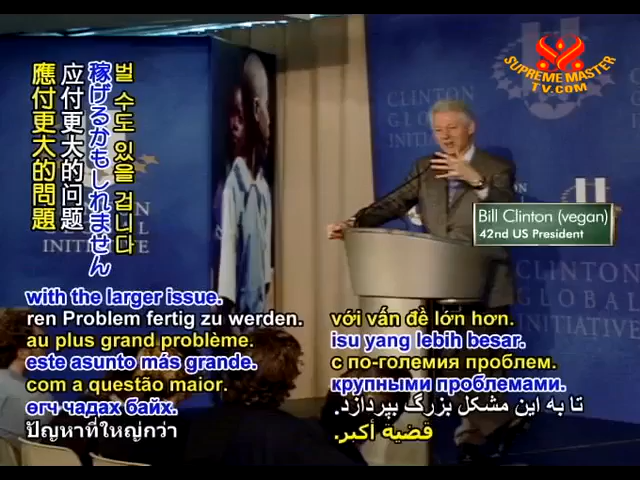 SUPREME MASTER
TV.COM
CLINTON
GLOBAL
INITIATIVE
Bill Clinton (vegan)
42nd US President
CLINTON
GLOBAL
INITIATIVE
INITIATIVE
벌 수도 있을 겁니다
稼げるかもしれません
应付更大的问题
應付更大的問題
with the larger issue.
ren Problem fertig zu werden.
au plus grand problème.
este asunto más grande.
com a questão maior.
өгч чадах байх.
ปัญหาที่ใหญ่กว่า
với vấn đề lớn hơn.
isu yang lebih besar.
с по-големия проблем.
крупными проблемами.
تا به این مشکل بزرگ بپردازد.
قضية أكبر.